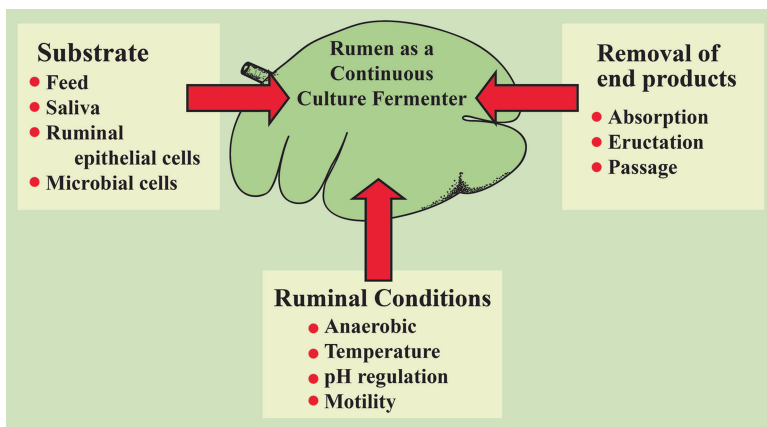 Substrate
Feed
Saliva
Ruminal
epithelial cells
Microbial cells
Rumen as a
Continuous
Culture Fermenter
Removal of
end products
Absorption
Eructation
Passage
Ruminal Conditions
Anaerobic
Temperature
pH regulation
Motility